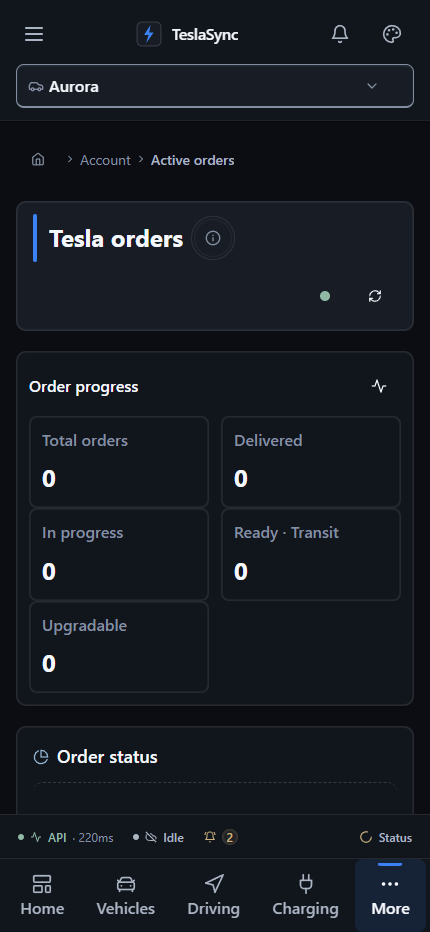 TeslaSync
Aurora
Account Active orders
Tesla orders
Order progress
Total orders Delivered
0 0
In progress Ready · Transit
0 0
Upgradable
0
Order status
API · 220ms Idle 2 Status
Home Vehicles Driving Charging More